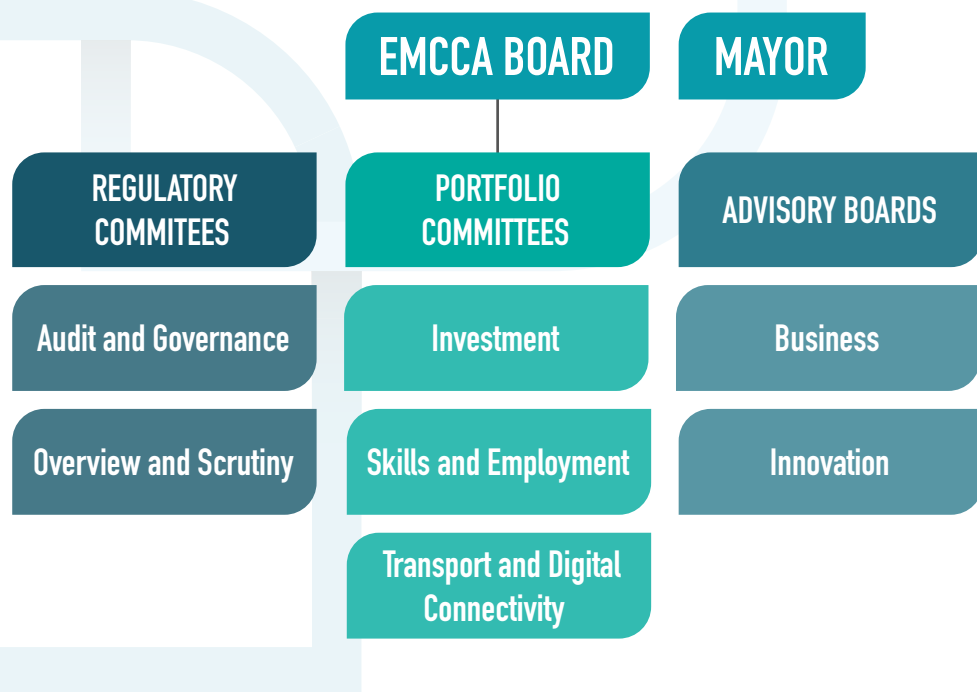 EMCCA BOARD
MAYOR
REGULATORY
COMMITEES
PORTFOLIO
COMMITTEES
ADVISORY BOARDS
Audit and Governance
Investment
Business
Overview and Scrutiny
Skills and Employment
Innovation
Transport and Digital
Connectivity